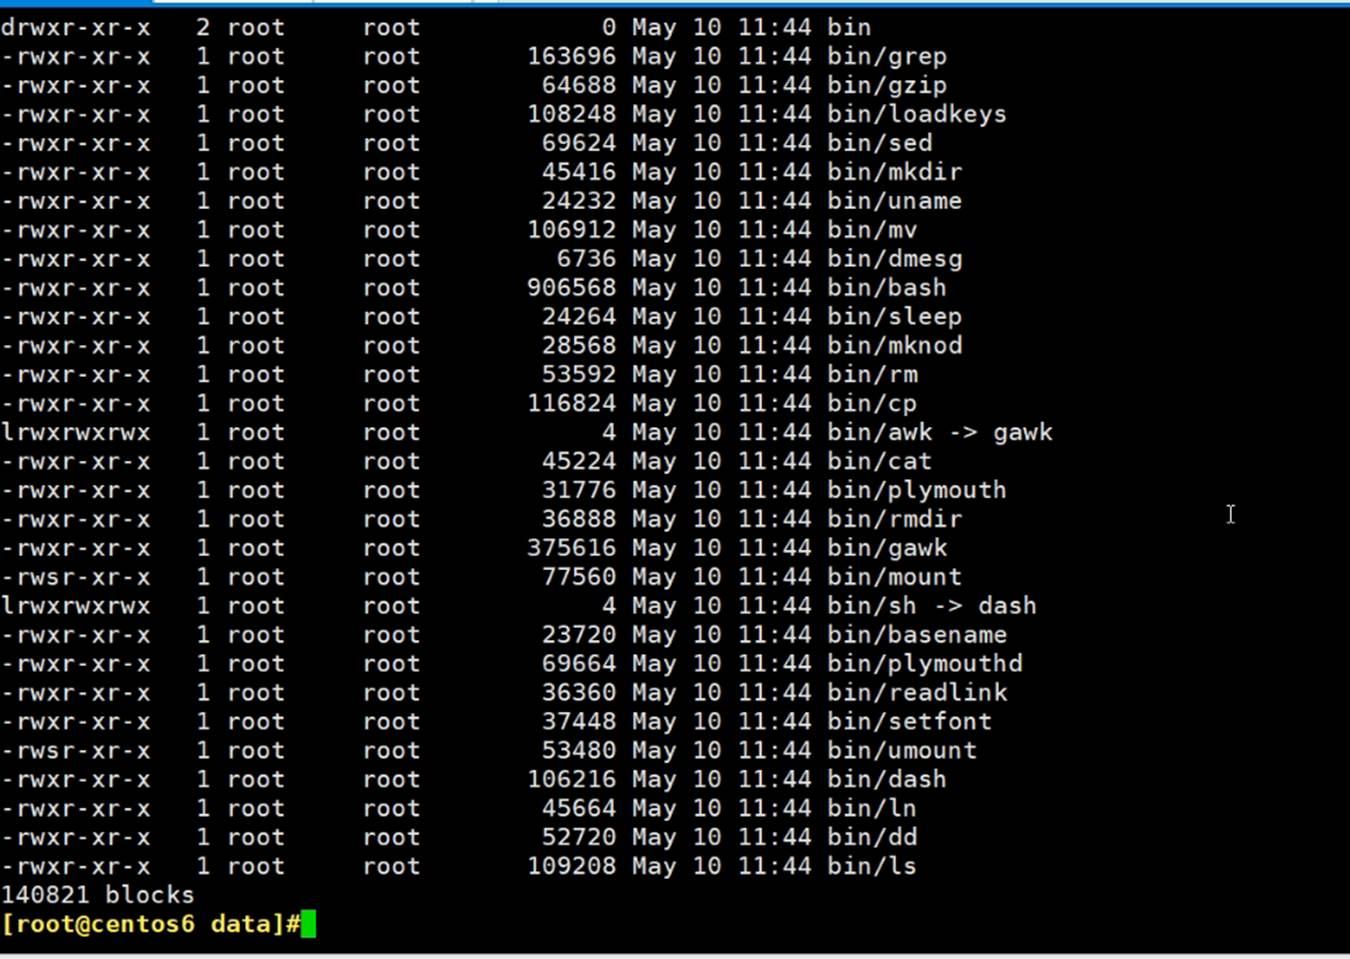 drwxr-xr-x   2 root     root            0 May 10 11:44 bin
-rwxr-xr-x   1 root     root       163696 May 10 11:44 bin/grep
-rwxr-xr-x   1 root     root        64688 May 10 11:44 bin/gzip
-rwxr-xr-x   1 root     root       108248 May 10 11:44 bin/loadkeys
-rwxr-xr-x   1 root     root        69624 May 10 11:44 bin/sed
-rwxr-xr-x   1 root     root        45416 May 10 11:44 bin/mkdir
-rwxr-xr-x   1 root     root        24232 May 10 11:44 bin/uname
-rwxr-xr-x   1 root     root       106912 May 10 11:44 bin/mv
-rwxr-xr-x   1 root     root         6736 May 10 11:44 bin/dmesg
-rwxr-xr-x   1 root     root       906568 May 10 11:44 bin/bash
-rwxr-xr-x   1 root     root        24264 May 10 11:44 bin/sleep
-rwxr-xr-x   1 root     root        28568 May 10 11:44 bin/mknod
-rwxr-xr-x   1 root     root        53592 May 10 11:44 bin/rm
-rwxr-xr-x   1 root     root       116824 May 10 11:44 bin/cp
lrwxrwxrwx   1 root     root            4 May 10 11:44 bin/awk -> gawk
-rwxr-xr-x   1 root     root        45224 May 10 11:44 bin/cat
-rwxr-xr-x   1 root     root        31776 May 10 11:44 bin/plymouth
-rwxr-xr-x   1 root     root        36888 May 10 11:44 bin/rmdir
-rwxr-xr-x   1 root     root       375616 May 10 11:44 bin/gawk
-rwsr-xr-x   1 root     root        77560 May 10 11:44 bin/mount
lrwxrwxrwx   1 root     root            4 May 10 11:44 bin/sh -> dash
-rwxr-xr-x   1 root     root        23720 May 10 11:44 bin/basename
-rwxr-xr-x   1 root     root        69664 May 10 11:44 bin/plymouthd
-rwxr-xr-x   1 root     root        36360 May 10 11:44 bin/readlink
-rwxr-xr-x   1 root     root        37448 May 10 11:44 bin/setfont
-rwsr-xr-x   1 root     root        53480 May 10 11:44 bin/umount
-rwxr-xr-x   1 root     root       106216 May 10 11:44 bin/dash
-rwxr-xr-x   1 root     root        45664 May 10 11:44 bin/ln
-rwxr-xr-x   1 root     root        52720 May 10 11:44 bin/dd
-rwxr-xr-x   1 root     root       109208 May 10 11:44 bin/ls
140821 blocks
[root@centos6 data]#